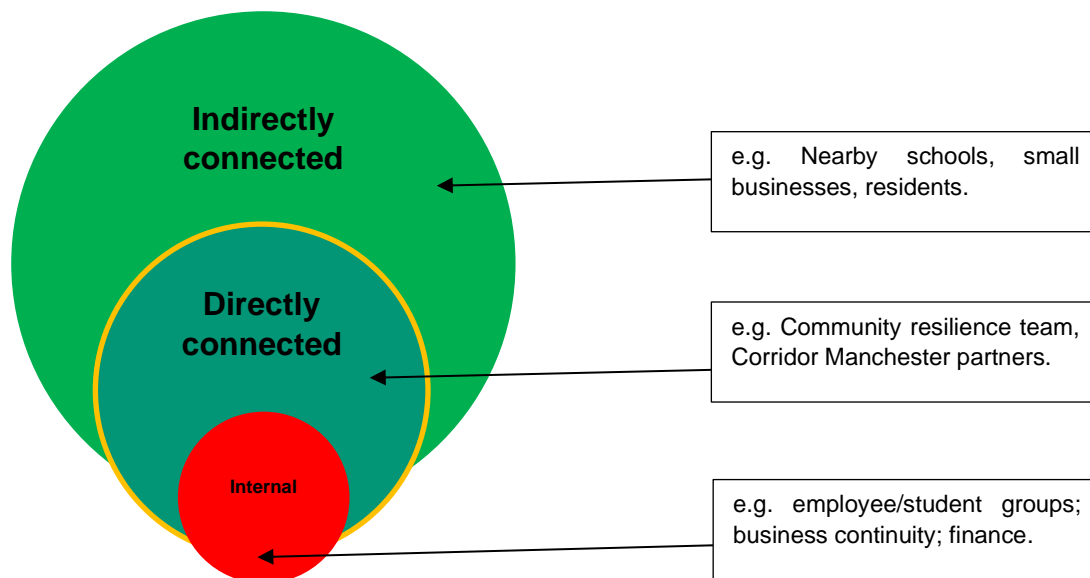 Indirectly
connected
e.g. Nearby schools, small
businesses, residents.
Directly
connected
e.g. Community resilience team,
Corridor Manchester partners.
Internal
e.g. employee/student groups;
business continuity; finance.